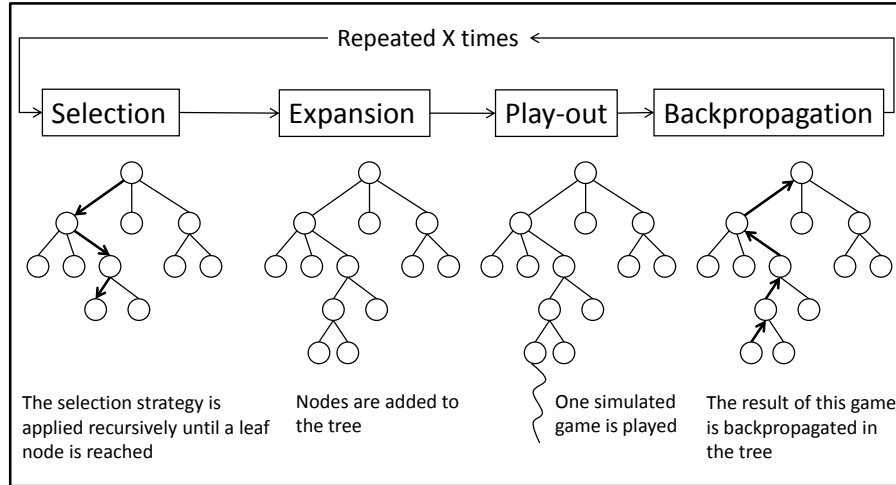 Repeated X times
Selection
Expansion
Play-out
Backpropagation
The selection strategy is
applied recursively until a leaf
node is reached
Nodes are added to
the tree
One simulated
game is played
The result of this game
is backpropagated in
the tree